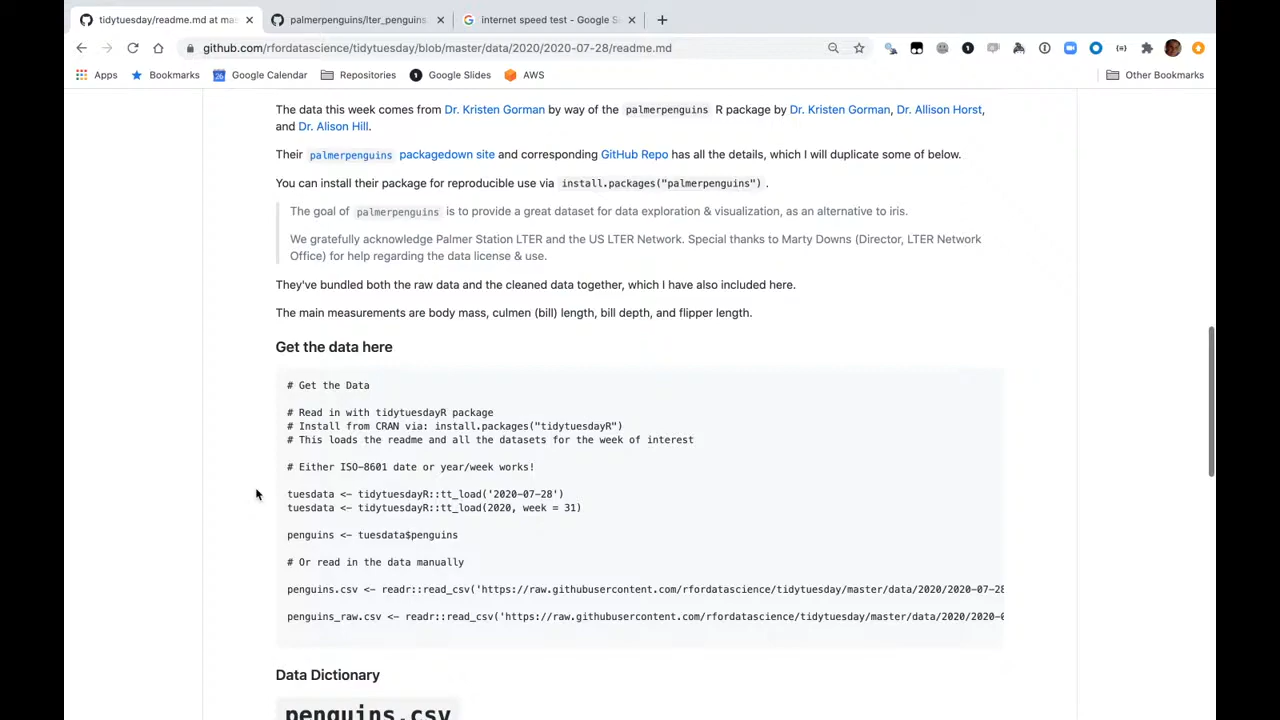 tidytuesday/readme.md at mas
palmerpenguins/lter_penguins
internet speed test - Google S
github.com/rfordatascience/tidytuesday/blob/master/data/2020/2020-07-28/readme.md
Apps
Bookmarks
Google Calendar
Repositories
Google Slides
AWS
Other Bookmarks
The data this week comes from Dr. Kristen Gorman by way of the palmerpenguins R package by Dr. Kristen Gorman, Dr. Allison Horst,
and Dr. Alison Hill.
Their palmerpenguins packagedown site and corresponding GitHub Repo has all the details, which I will duplicate some of below.
You can install their package for reproducible use via install.packages("palmerpenguins") .
The goal of palmerpenguins is to provide a great dataset for data exploration & visualization, as an alternative to iris.
We gratefully acknowledge Palmer Station LTER and the US LTER Network. Special thanks to Marty Downs (Director, LTER Network
Office) for help regarding the data license & use.
They've bundled both the raw data and the cleaned data together, which I have also included here.
The main measurements are body mass, culmen (bill) length, bill depth, and flipper length.
Get the data here
# Get the Data
# Read in with tidytuesdayR package
# Install from CRAN via: install.packages("tidytuesdayR")
# This loads the readme and all the datasets for the week of interest
# Either ISO-8601 date or year/week works!
tuesdata <- tidytuesdayR::tt_load('2020-07-28')
tuesdata <- tidytuesdayR::tt_load(2020, week = 31)
penguins <- tuesdata$penguins
# Or read in the data manually
penguins.csv <- readr::read_csv('https://raw.githubusercontent.com/rfordatascience/tidytuesday/master/data/2020/2020-07-28
penguins_raw.csv <- readr::read_csv('https://raw.githubusercontent.com/rfordatascience/tidytuesday/master/data/2020/2020-0
Data Dictionary
penguins.csv